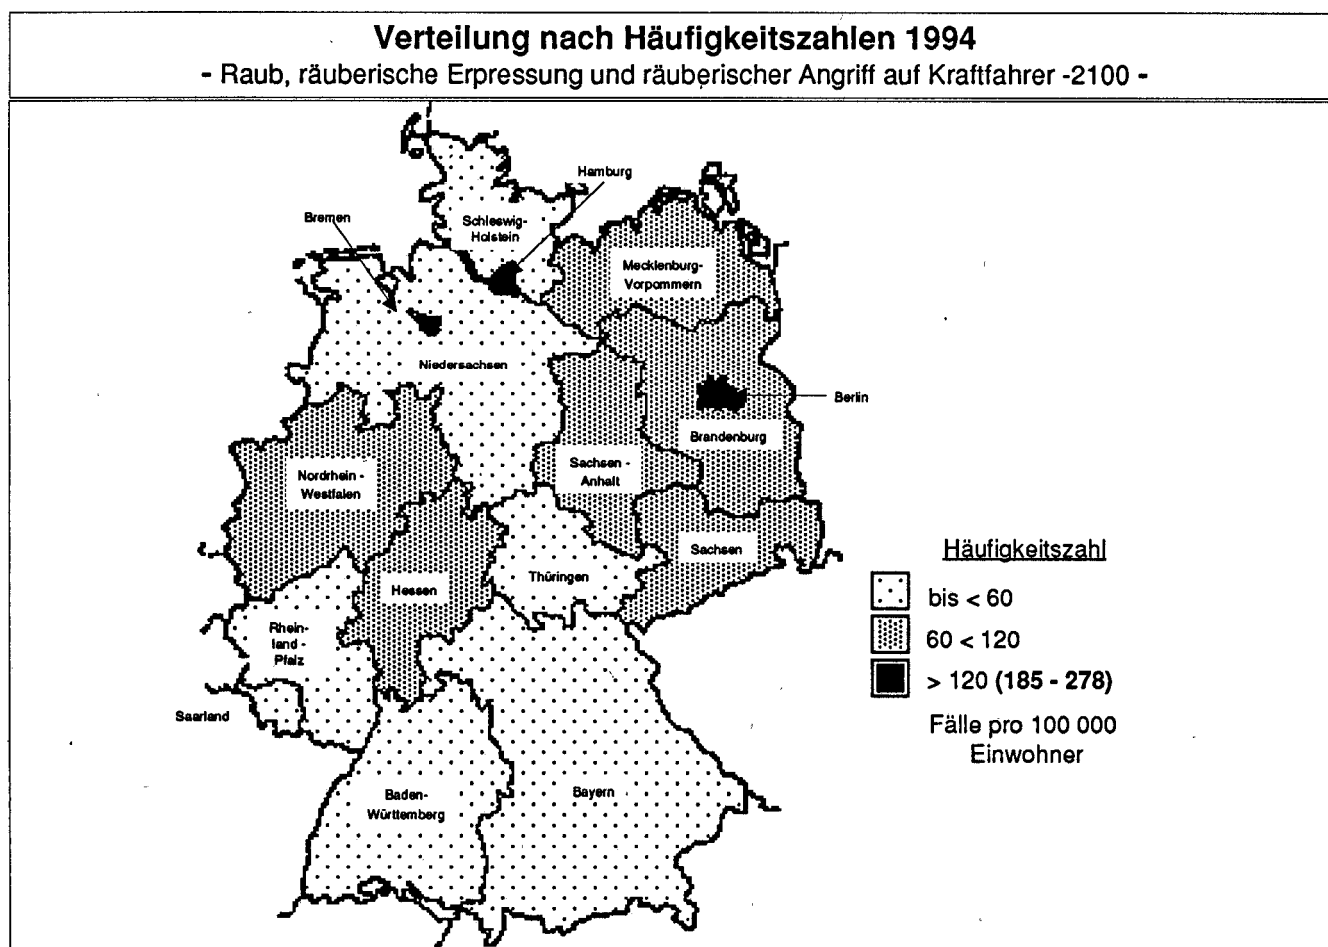 Verteilung nach Häufigkeitszahlen 1994
- Raub, räuberische Erpressung und räuberischer Angriff auf Kraftfahrer -2100 -
Hamburg
Bremen
Schleswig-
Holstein
Mecklenburg-
Vorpommern
Niedersachsen
Berlin
Brandenburg
Nordrhein -
Westfalen
Sachsen -
Anhalt
Sachsen
Thüringen
Hessen
Rhein-
land -
Pfalz
Saarland
Baden-
Württemberg
Bayern
Häufigkeitszahl
bis < 60
60 < 120
> 120 (185 - 278)
Fälle pro 100 000
Einwohner